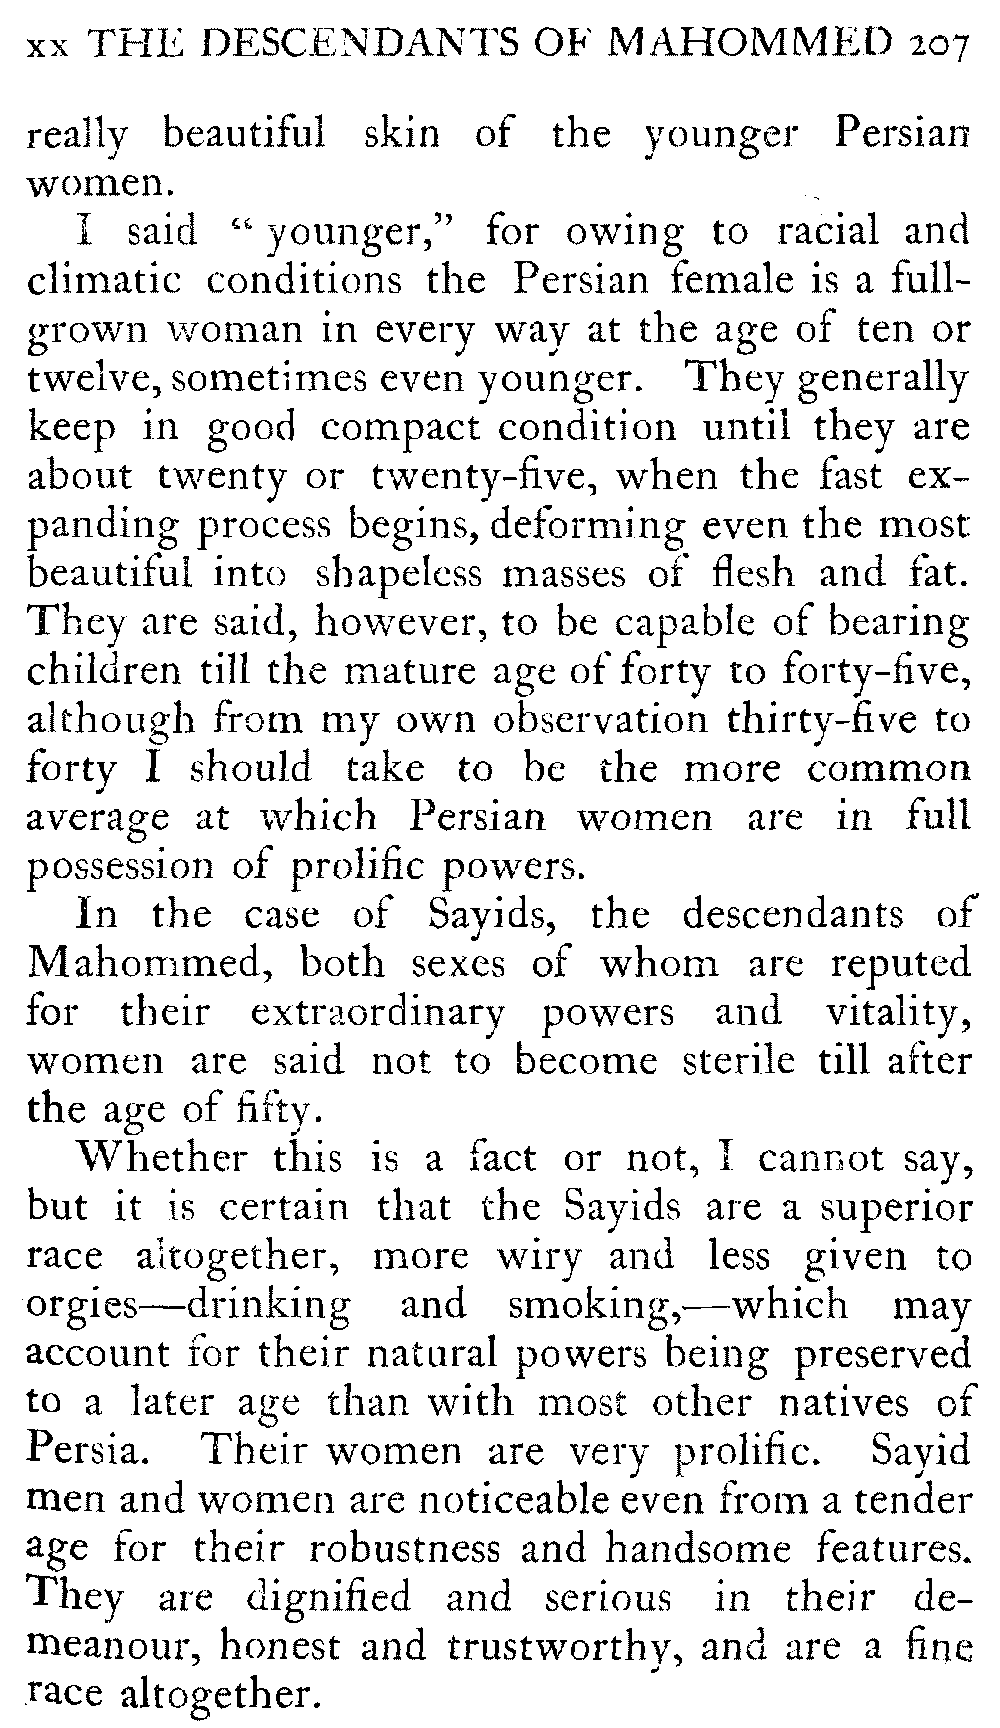 xx THE DESCENDANTS OF MAHOMMED 207
really beautiful skin of the younger Persian
women.
I said “ younger,” for owing to racial and
climatic conditions the Persian female is a full-
grown woman in every way at the age of ten or
twelve, sometimes even younger. They generally
keep in good compact condition until they are
about twenty or twenty-five, when the fast ex-
panding process begins, deforming even the most
beautiful into shapeless masses of flesh and fat.
They are said, however, to be capable of bearing
children till the mature age of forty to forty-five,
although from my own observation thirty-five to
forty I should take to be the more common
average at which Persian women are in full
possession of prolific powers.
In the case of Sayids, the descendants of
Mahommed, both sexes of whom are reputed
for their extraordinary powers and vitality,
women are said not to become sterile till after
the age of fifty.
Whether this is a fact or not, I cannot say,
but it is certain that the Sayids are a superior
race altogether, more wiry and less given to
orgies—drinking and smoking,—which may
account for their natural powers being preserved
to a later age than with most other natives of
Persia. Their women are very prolific. Sayid
men and women are noticeable even from a tender
age for their robustness and handsome features.
They are dignified and serious in their de-
meanour, honest and trustworthy, and are a fine
race altogether.